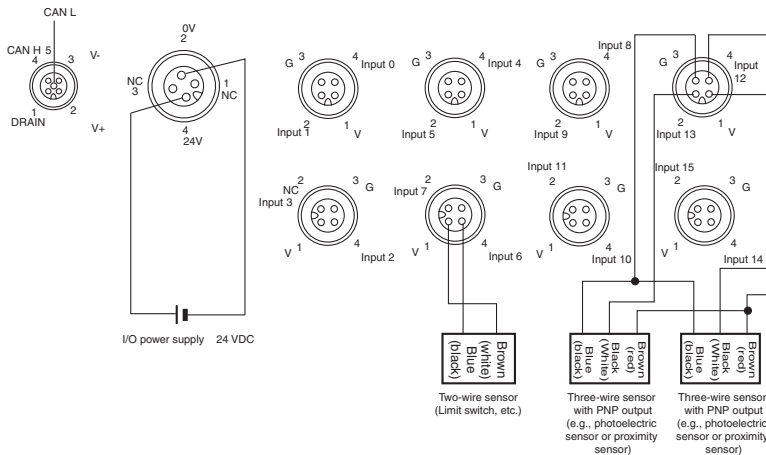 CAN L
CAN H 5
4
3
V-
1
2
DRAIN
V+
0V
2
NC
3
1
NC
4
24V
I/O power supply 24 VDC
G 3
4
Input 0
2
Input 1
1
V
G 3
4
Input 4
2
Input 5
1
V
Input 8
G 3
4
2
Input 9
1
V
3
G
4
Input
12
2
Input 13
1
V
NC
2
Input 3
3
G
V
1
4
Input 2
2
Input 7
3
G
V
1
4
Input 6
Input 11
2
3
G
V
1
4
Input 10
Input 15
2
3
G
V
1
4
Input 14
Brown
(white)
Blue
(black)
Two-wire sensor
(Limit switch, etc.)
Brown
(red)
Black
(White)
Blue
(black)
Three-wire sensor
with PNP output
(e.g., photoelectric
sensor or proximity
sensor)
Brown
(red)
Black
(White)
Blue
(black)
Three-wire sensor
with PNP output
(e.g., photoelectric
sensor or proximity
sensor)